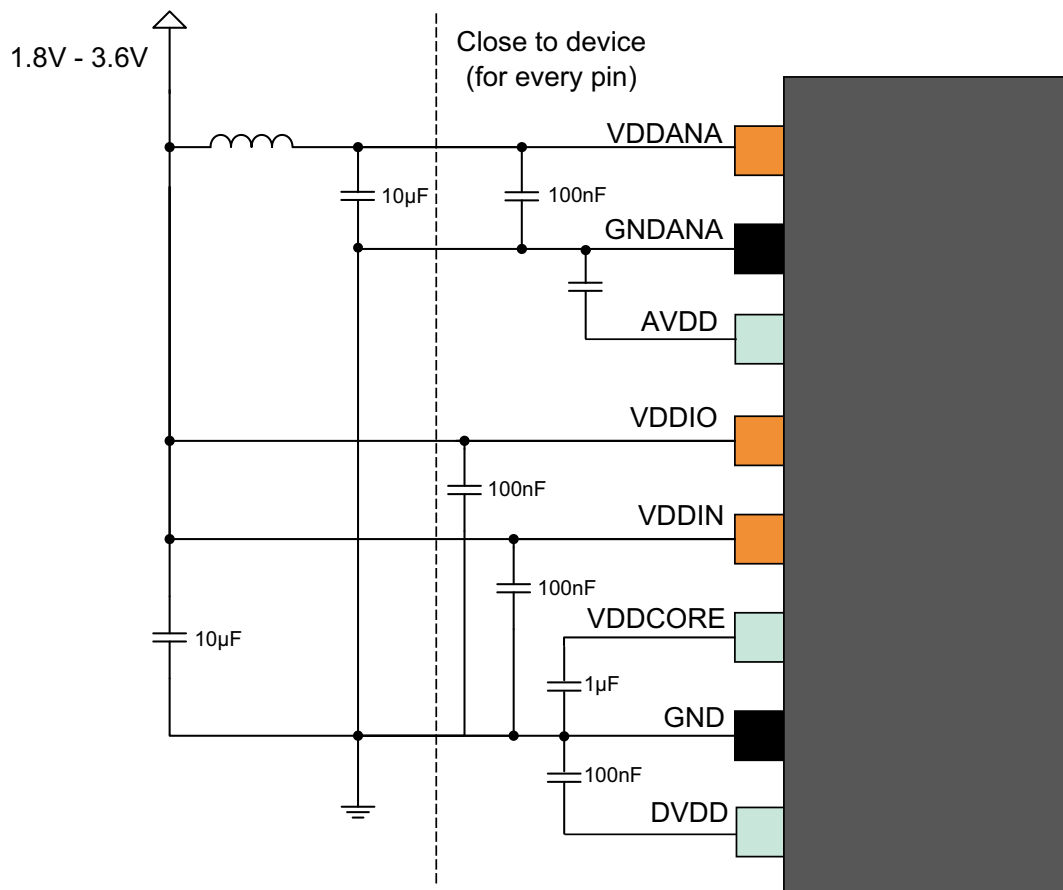 1.8V - 3.6V
Close to device
(for every pin)
VDDANA
10µF
100nF
GNDANA
AVDD
VDDIO
100nF
VDDIN
100nF
VDDCORE
10µF
1µF
GND
100nF
DVDD